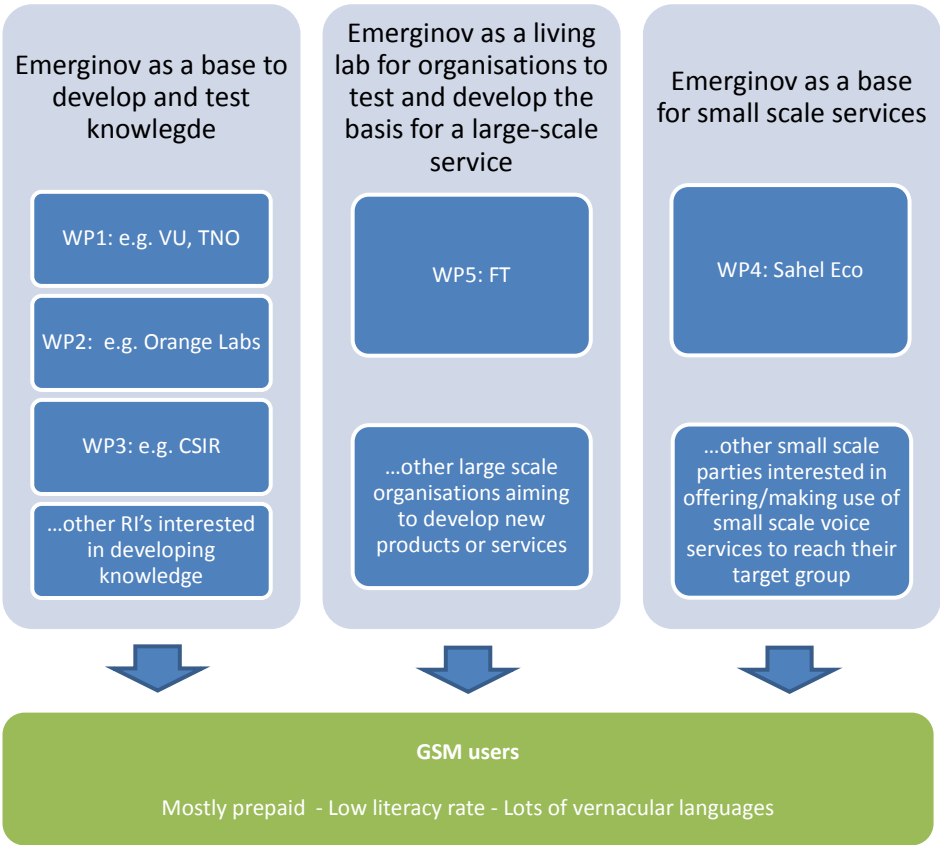 Emerginov as a base to
develop and test
knowlegde
WP1: e.g. VU, TNO
WP2:  e.g. Orange Labs
WP3: e.g. CSIR
...other RI's interested
in developing
knowledge
Emerginov as a living
lab for organisations to
test and develop the
basis for a large-scale
service
WP5: FT
...other large scale
organisations aiming
to develop new
products or services
Emerginov as a base
for small scale services
WP4: Sahel Eco
...other small scale
parties interested in
offering/making use of
small scale voice
services to reach their
target group
GSM users
Mostly prepaid  - Low literacy rate - Lots of vernacular languages